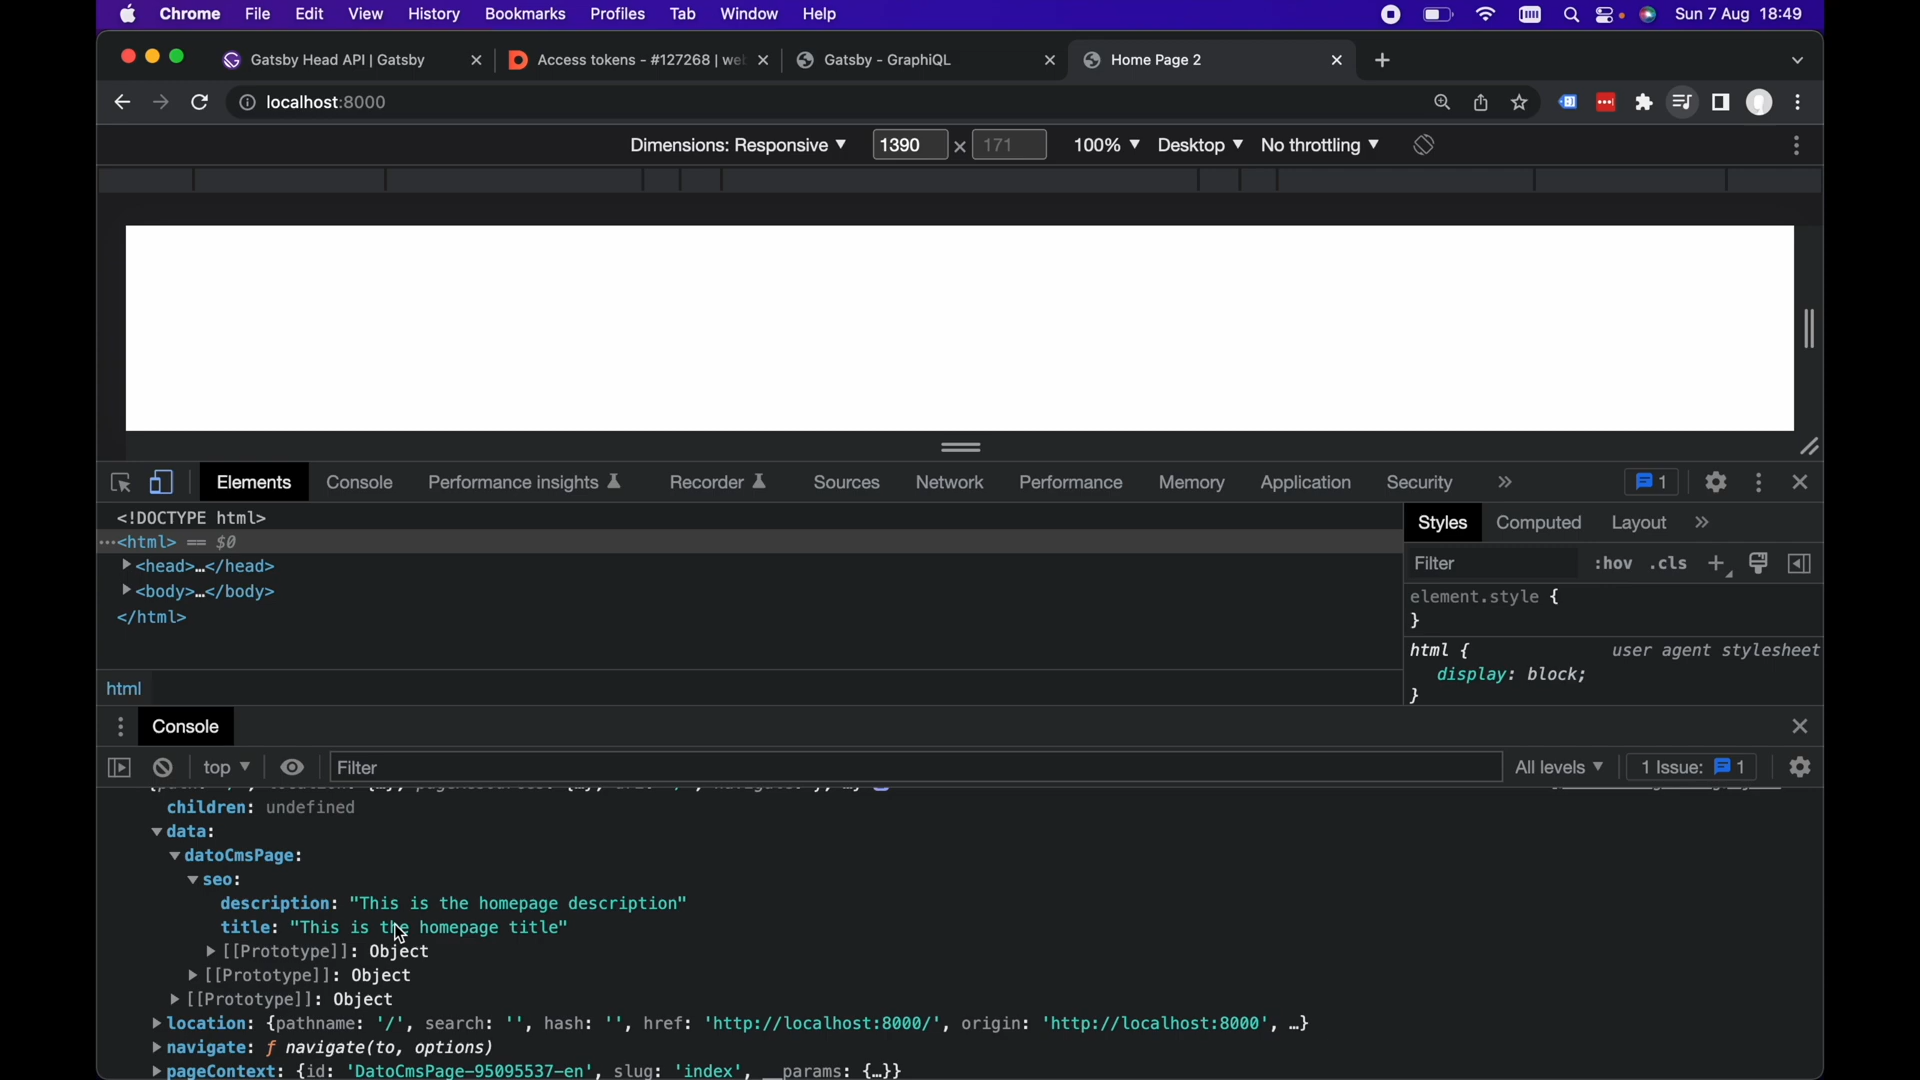 Chrome File Edit View History Bookmarks Profiles Tab Window Help Sun 7 Aug 18:49
Gatsby Head API | Gatsby Access tokens - #127268 | we Gatsby - GraphiQL Home Page 2
localhost:8000
Dimensions: Responsive 1390 × 171 100% Desktop No throttling
Elements Console Performance insights Recorder Sources Network Performance Memory Application Security » 1
<!DOCTYPE html>
Styles Computed Layout »
…<html> == $0
<head>…</head>
Filter :hov .cls +
<body>…</body>
element.style {
</html>
}
html { user agent stylesheet
display: block;
}
html
Console
top Filter All levels 1 Issue: 1
children: undefined
data:
datoCmsPage:
seo:
description: "This is the homepage description"
title: "This is the homepage title"
[[Prototype]]: Object
[[Prototype]]: Object
[[Prototype]]: Object
location: {pathname: '/', search: '', hash: '', href: 'http://localhost:8000/', origin: 'http://localhost:8000', …}
navigate: ƒ navigate(to, options)
pageContext: {id: 'DatoCmsPage-95095537-en', slug: 'index', __params: {…}}